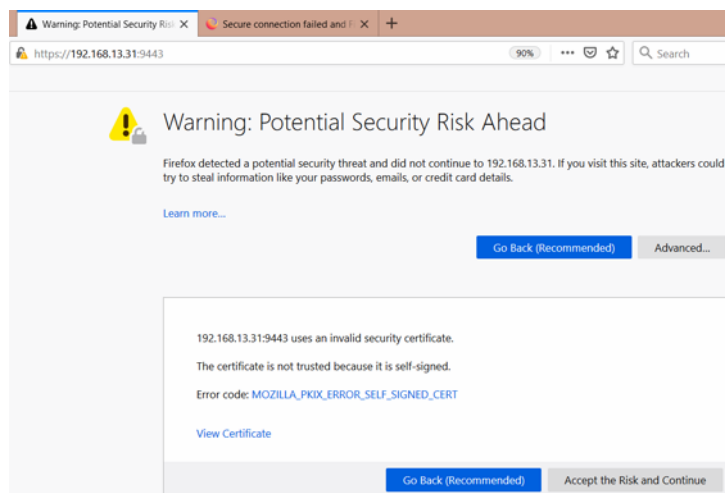 Warning: Potential Security Ris
Secure connection failed and F
https://192.168.13.31:9443
90%
Search
Warning: Potential Security Risk Ahead
Firefox detected a potential security threat and did not continue to 192.168.13.31. If you visit this site, attackers could
try to steal information like your passwords, emails, or credit card details.
Learn more...
Go Back (Recommended)
Advanced...
192.168.13.31:9443 uses an invalid security certificate.
The certificate is not trusted because it is self-signed.
Error code: MOZILLA_PKIX_ERROR_SELF_SIGNED_CERT
View Certificate
Go Back (Recommended)
Accept the Risk and Continue